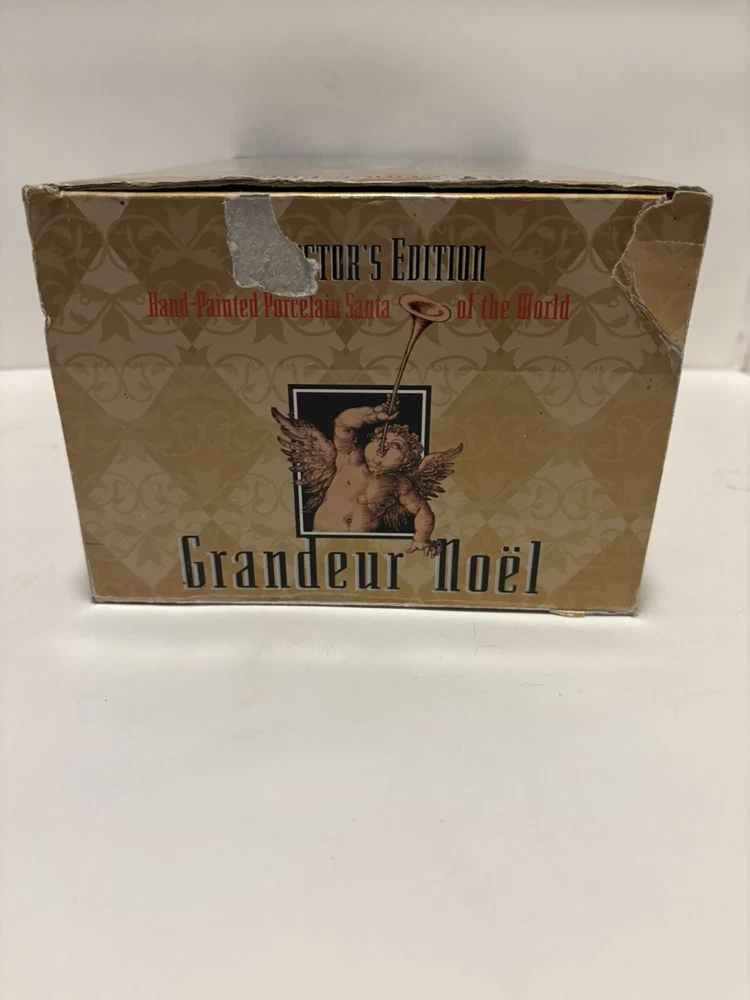 CTOR'S EDITION
Hand-Painted Porcelain Santa of the World
Grandeur Noël